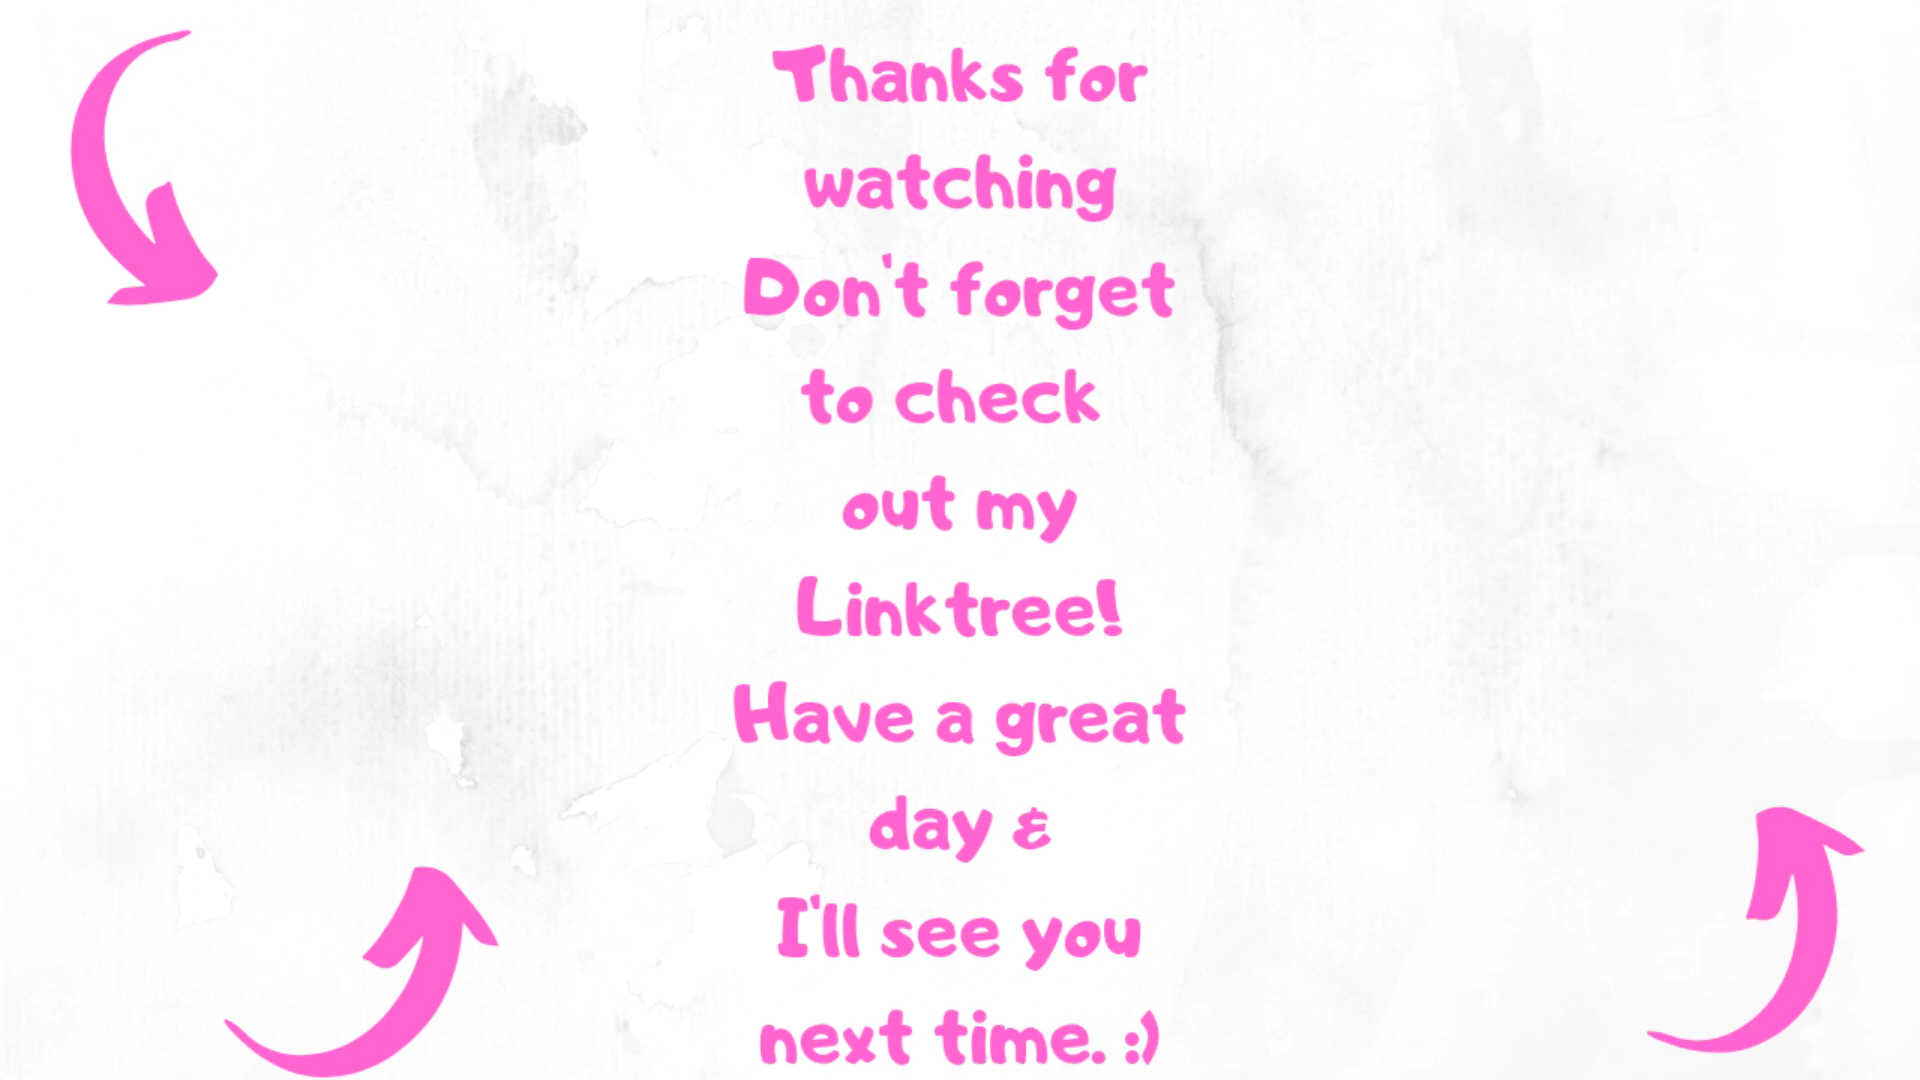 Thanks for
watching
Don't forget
to check
out my
Linktree!
Have a great
day &
I'll see you
next time. :)